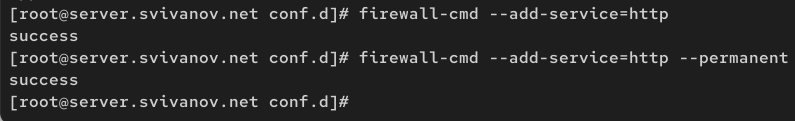 [root@server.svivanov.net conf.d]# firewall-cmd --add-service=http
success
[root@server.svivanov.net conf.d]# firewall-cmd --add-service=http --permanent
success
[root@server.svivanov.net conf.d]#